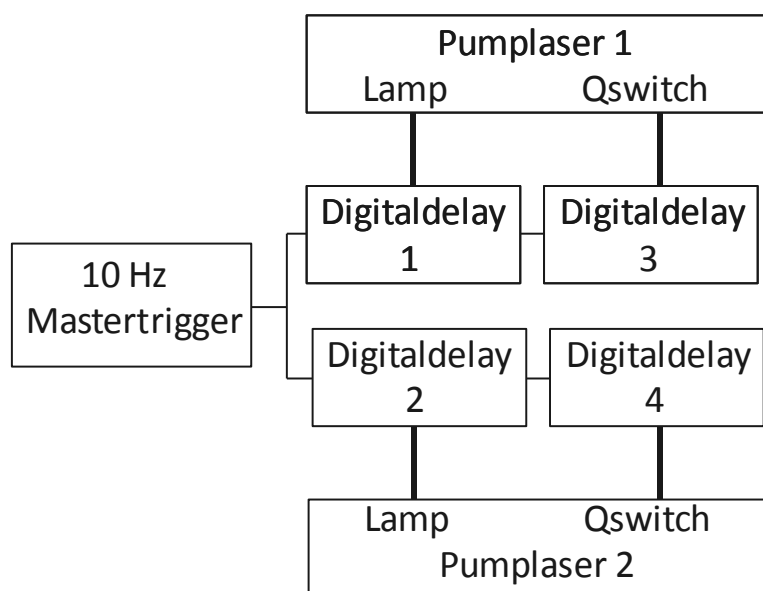 Pumplaser 1
Lamp
Qswitch
Digitaldelay
1
Digitaldelay
3
10 Hz
Mastertrigger
Digitaldelay
2
Digitaldelay
4
Lamp
Qswitch
Pumplaser 2